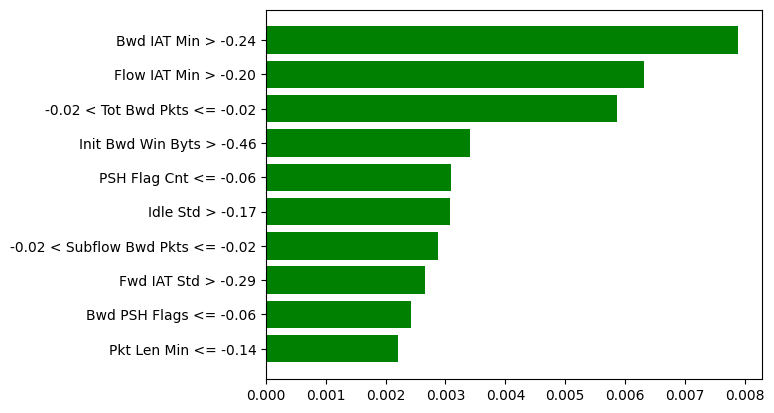 Bwd IAT Min > -0.24
Flow IAT Min > -0.20
-0.02 < Tot Bwd Pkts <= -0.02
Init Bwd Win Byts > -0.46
PSH Flag Cnt <= -0.06
Idle Std > -0.17
-0.02 < Subflow Bwd Pkts <= -0.02
Fwd IAT Std > -0.29
Bwd PSH Flags <= -0.06
Pkt Len Min <= -0.14
0.000 0.001 0.002 0.003 0.004 0.005 0.006 0.007 0.008